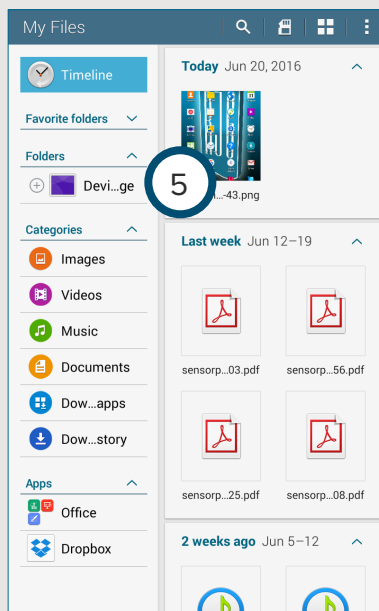 My Files
Timeline
Favorite folders
Folders
Devi...ge
Categories
Images
Videos
Music
Documents
Dow...apps
Dow...story
Apps
Office
Dropbox
Today Jun 20, 2016
5
...-43.png
Last week Jun 12–19
sensorp...03.pdf
sensorp...56.pdf
sensorp...25.pdf
sensorp...08.pdf
2 weeks ago Jun 5–12